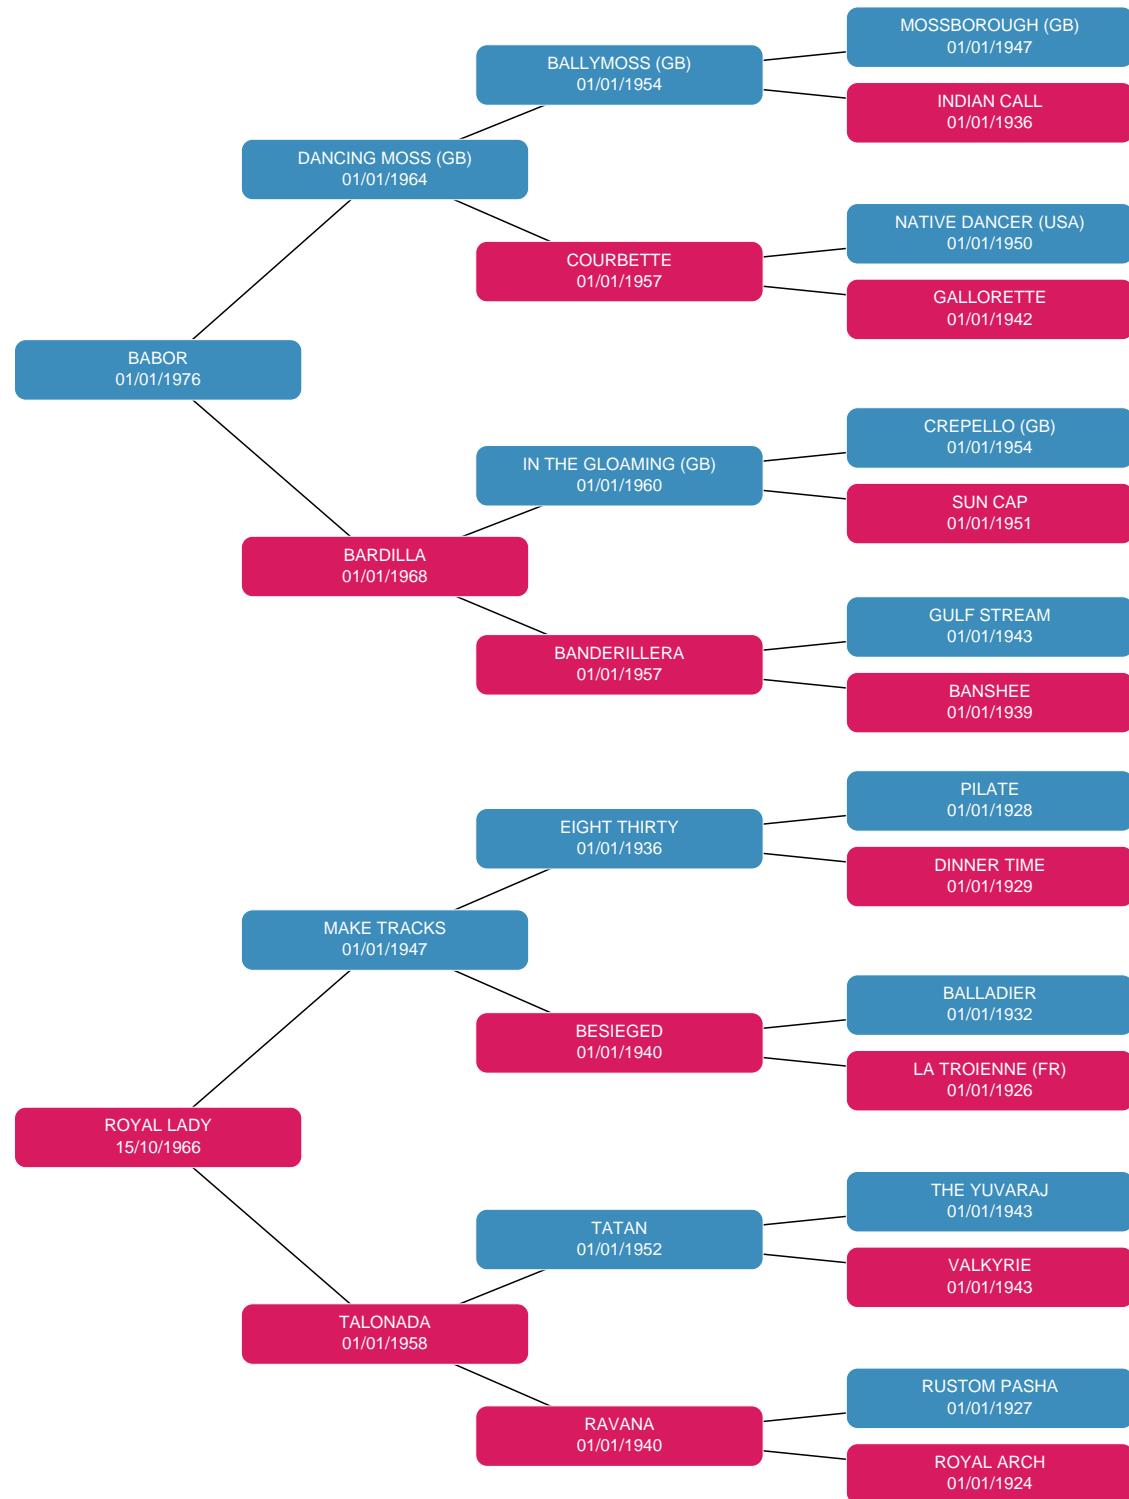 MOSSBOROUGH (GB)
01/01/1947
BALLYMOSS (GB)
01/01/1954
INDIAN CALL
01/01/1936
DANCING MOSS (GB)
01/01/1964
NATIVE DANCER (USA)
01/01/1950
COURBETTE
01/01/1957
GALLORETTE
01/01/1942
BABOR
01/01/1976
CREPELLO (GB)
01/01/1954
IN THE GLOAMING (GB)
01/01/1960
SUN CAP
01/01/1951
BARDILLA
01/01/1968
GULF STREAM
01/01/1943
BANDERILLERA
01/01/1957
BANSHEE
01/01/1939
PILATE
01/01/1928
EIGHT THIRTY
01/01/1936
DINNER TIME
01/01/1929
MAKE TRACKS
01/01/1947
BALLADIER
01/01/1932
BESIEGED
01/01/1940
LA TROIENNE (FR)
01/01/1926
ROYAL LADY
15/10/1966
THE YUVARAJ
01/01/1943
TATAN
01/01/1952
VALKYRIE
01/01/1943
TALONADA
01/01/1958
RUSTOM PASHA
01/01/1927
RAVANA
01/01/1940
ROYAL ARCH
01/01/1924